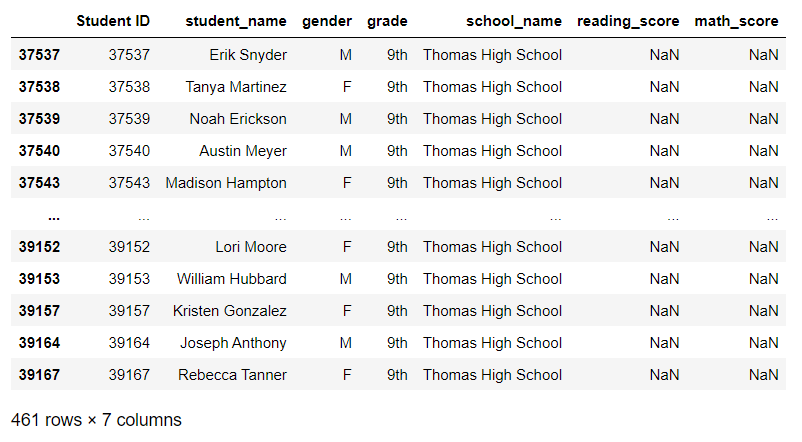 Student ID student_name gender grade school_name reading_score math_score
37537 37537 Erik Snyder M 9th Thomas High School NaN NaN
37538 37538 Tanya Martinez F 9th Thomas High School NaN NaN
37539 37539 Noah Erickson M 9th Thomas High School NaN NaN
37540 37540 Austin Meyer M 9th Thomas High School NaN NaN
37543 37543 Madison Hampton F 9th Thomas High School NaN NaN
... ... ... ... ... ... ... ...
39152 39152 Lori Moore F 9th Thomas High School NaN NaN
39153 39153 William Hubbard M 9th Thomas High School NaN NaN
39157 39157 Kristen Gonzalez F 9th Thomas High School NaN NaN
39164 39164 Joseph Anthony M 9th Thomas High School NaN NaN
39167 39167 Rebecca Tanner F 9th Thomas High School NaN NaN
461 rows × 7 columns